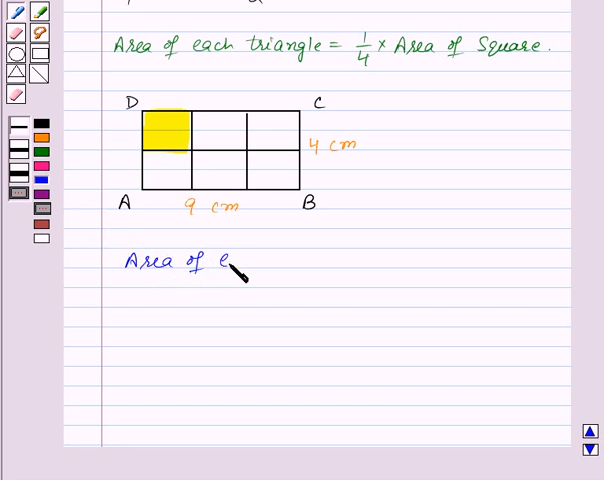 Area of each triangle = 1/4 × Area of Square.
D C
4 cm
A 9 cm B
Area of e